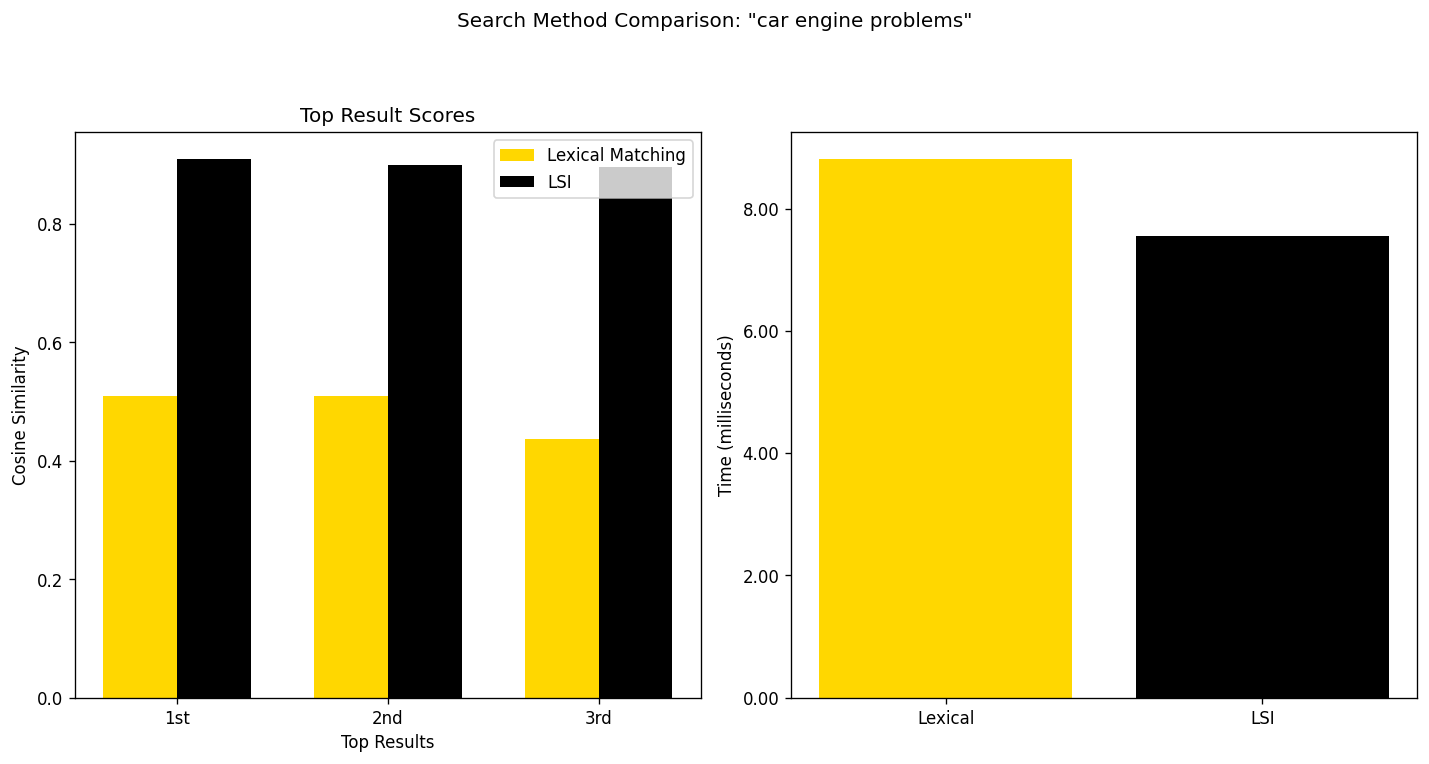 Search Method Comparison: "car engine problems"
Top Result Scores
Lexical Matching
LSI
Cosine Similarity
0.8
0.6
0.4
0.2
0.0
1st 2nd 3rd
Top Results
Time (milliseconds)
8.00
6.00
4.00
2.00
0.00
Lexical LSI